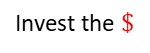 Invest the $